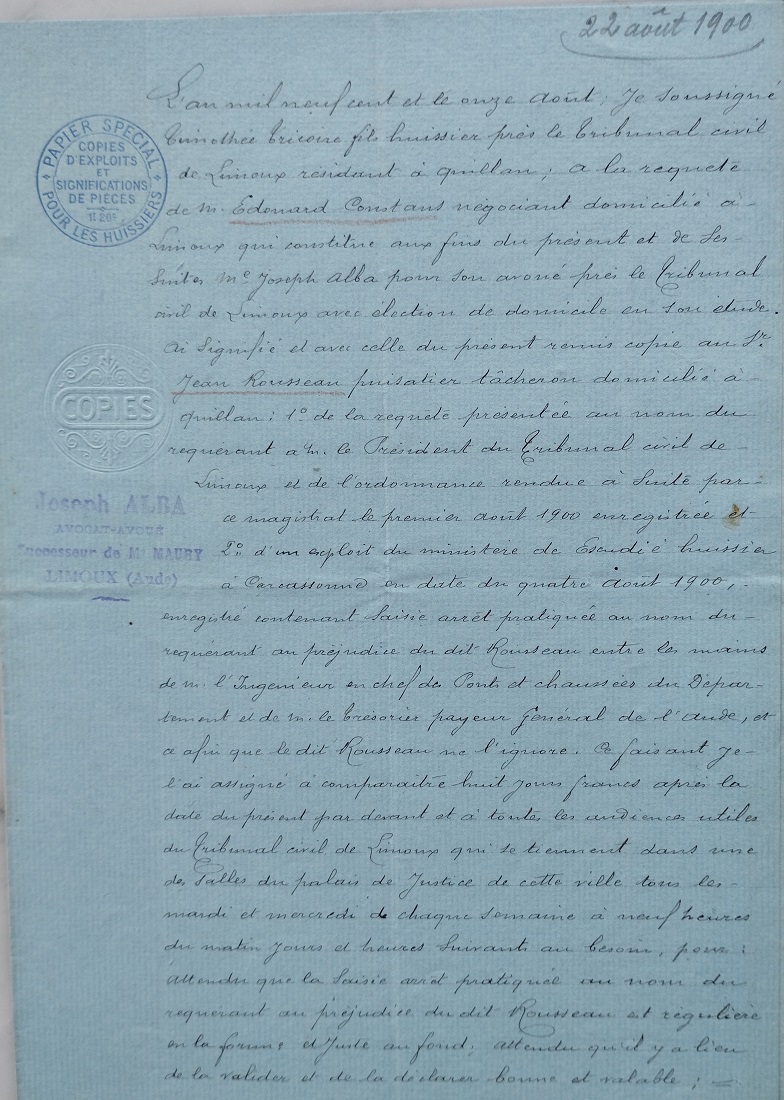 22 août 1900
L'an mil neuf cent et le onze août, Je soussigné
Timothée Tricoire fils huissier près le Tribunal civil
de Limoux résidant à quillan; a la requête
de M. Edouard Constans négociant domicilié à
Limoux qui constitue aux fins du présent et de ses
suites Me Joseph Alba pour son avoué près le Tribunal
civil de Limoux avec élection de domicile en son étude.
ai signifié et avec celle du présent remis copie au Sr.
Jean Rousseau puisatier tâcheron domicilié à
quillan: 1º de la requête présentée au nom du
requérant a M. le Président du Tribunal civil de
Limoux et de l'ordonnance rendue à suite par
ce magistrat le premier août 1900 enregistrée et
2º d'un exploit du ministère de Escudié huissier
à Carcassonne en date du quatre août 1900,
enregistré contenant saisie arrêt pratiquée au nom du
requérant au préjudice du dit Rousseau entre les mains
de M. l'Ingénieur en chef des Ponts et chaussées du Dépar-
tement et de M. le Trésorier payeur Général de l'aude, et
ce afin que le dit Rousseau ne l'ignore. Ce faisant Je
l'ai assigné à comparaitre huit Jours francs après la
date du présent par devant et à toutes les audiences utiles
du Tribunal civil de Limoux qui se tiennent dans une
des salles du palais de Justice de cette ville tous les
mardi et mercredi de chaque semaine à neuf heures
du matin Jours et heures suivants au besoin, pour:
attendu que la saisie arrêt pratiquée au nom du
requérant au préjudice du dit Rousseau est régulière
en la forme et Juste au fond; attendu qu'il y a lieu
de la valider et de la déclarer bonne et valable;
PAPIER SPECIAL
POUR LES HUISSIERS
COPIES
D'EXPLOITS
ET
SIGNIFICATIONS
DE PIÈCES
COPIES
Joseph ALBA
AVOCAT-AVOUÉ
Successeur de Me MAURY
LIMOUX (Aude)